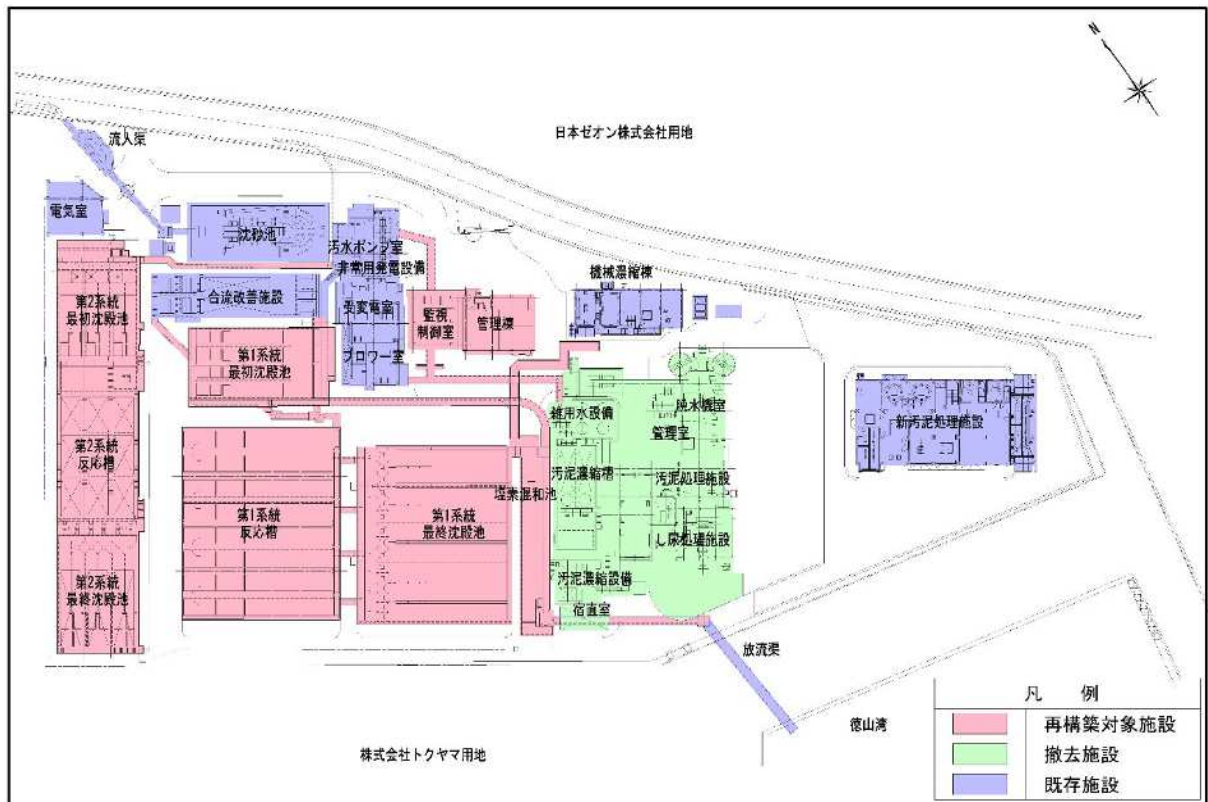 N
日本ゼオン株式会社用地
流入渠
電気室
沈砂池
汚水ポンプ室
非常用発電設備
機械濃縮棟
合流改善施設
受変電室
監視
制御室
管理棟
第2系統
最初沈殿池
第1系統
最初沈殿池
ブロワー室
雑用水設備
脱水機室
管理室
新汚泥処理施設
第2系統
反応槽
汚泥濃縮槽
汚泥処理施設
塩素混和池
第1系統
反応槽
第1系統
最終沈殿池
し尿処理施設
第2系統
最終沈殿池
汚泥濃縮設備
宿直室
放流渠
徳山湾
株式会社トクヤマ用地
凡 例
再構築対象施設
撤去施設
既存施設